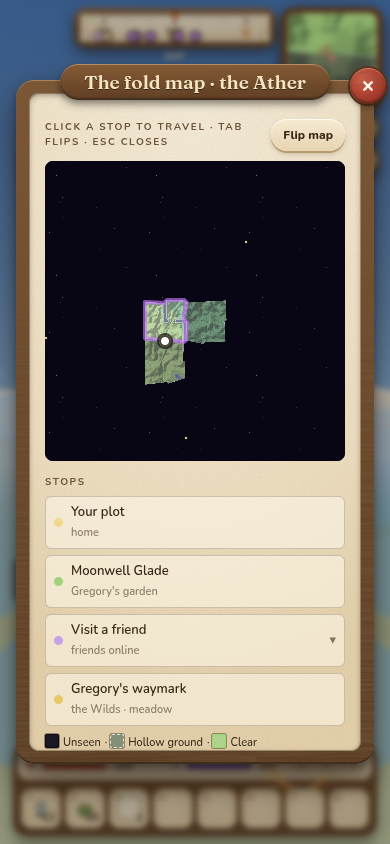 The fold map · the Ather
CLICK A STOP TO TRAVEL · TAB
FLIPS · ESC CLOSES
Flip map
STOPS
Your plot
home
Moonwell Glade
Gregory's garden
Visit a friend
friends online
Gregory's waymark
the Wilds · meadow
Unseen · Hollow ground · Clear